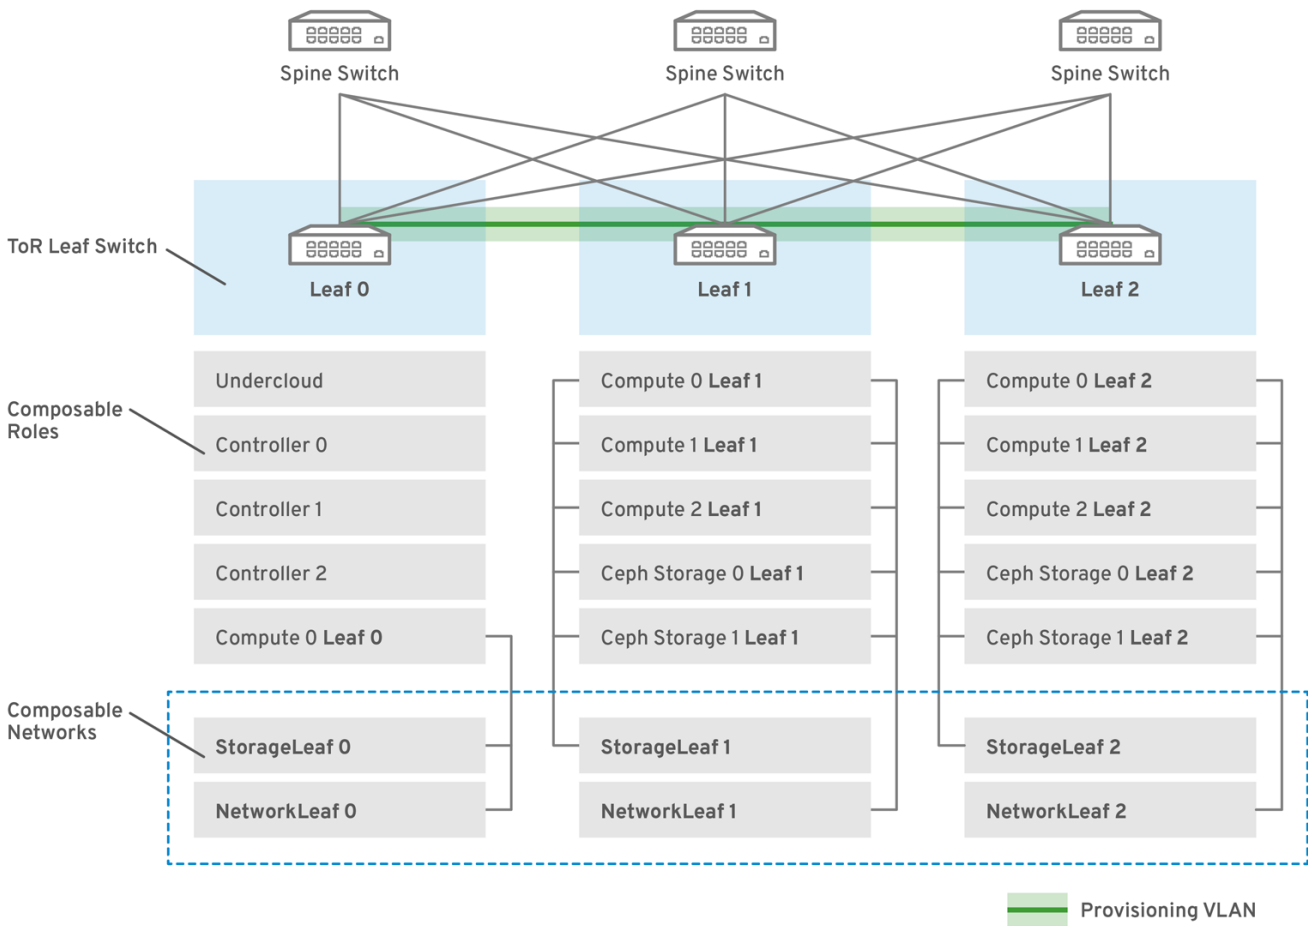 Spine Switch
Spine Switch
Spine Switch
ToR Leaf Switch
Leaf 0
Leaf 1
Leaf 2
Composable
Roles
Undercloud
Controller 0
Controller 1
Controller 2
Compute 0 Leaf 0
Compute 0 Leaf 1
Compute 1 Leaf 1
Compute 2 Leaf 1
Ceph Storage 0 Leaf 1
Ceph Storage 1 Leaf 1
Compute 0 Leaf 2
Compute 1 Leaf 2
Compute 2 Leaf 2
Ceph Storage 0 Leaf 2
Ceph Storage 1 Leaf 2
Composable
Networks
StorageLeaf 0
NetworkLeaf 0
StorageLeaf 1
NetworkLeaf 1
StorageLeaf 2
NetworkLeaf 2
Provisioning VLAN